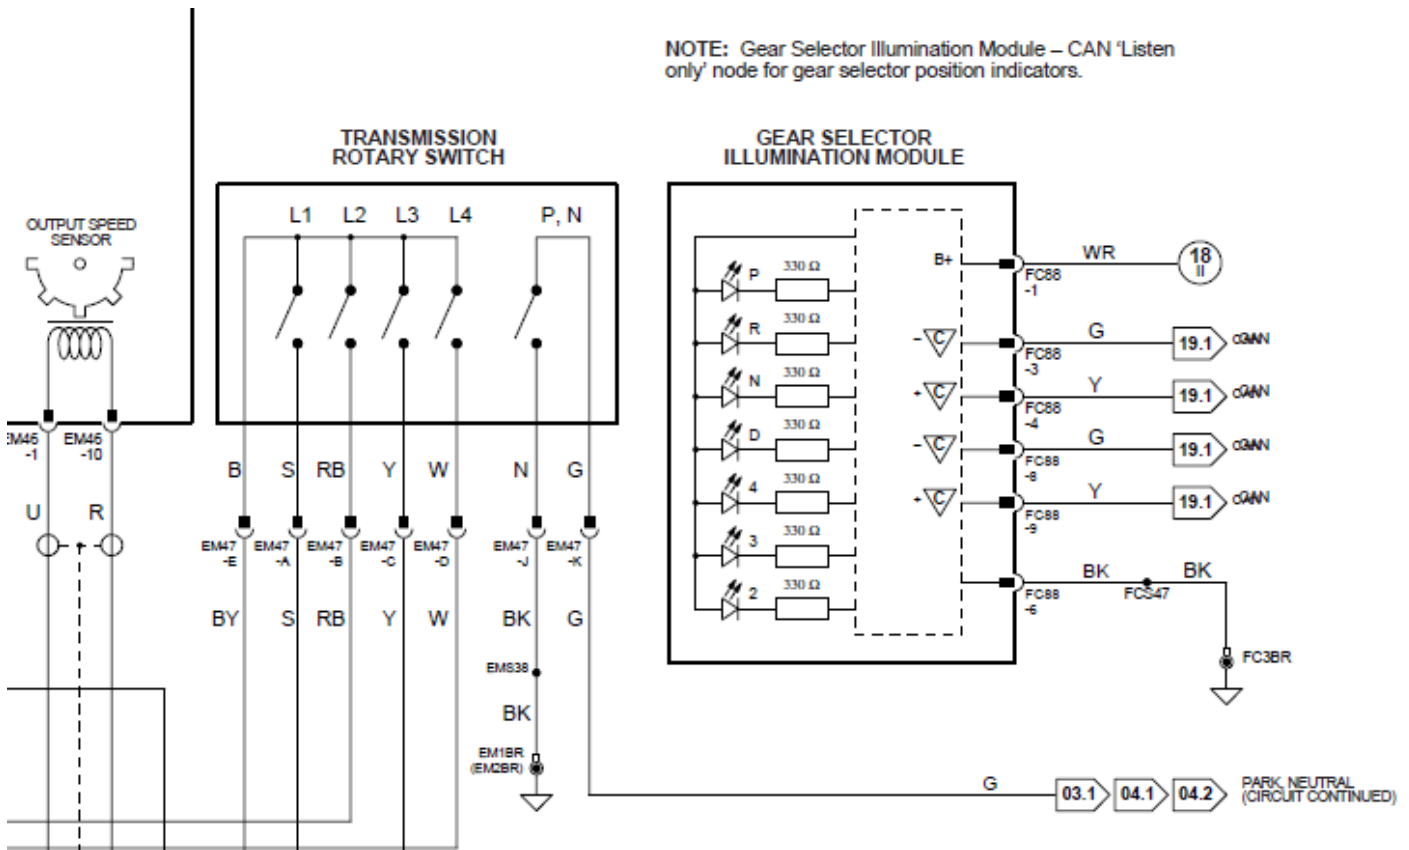 NOTE: Gear Selector Illumination Module – CAN 'Listen
only' node for gear selector position indicators.
TRANSMISSION
ROTARY SWITCH
GEAR SELECTOR
ILLUMINATION MODULE
OUTPUT SPEED
SENSOR
L1 L2 L3 L4 P, N
P 330 Ω
R 330 Ω
N 330 Ω
D 330 Ω
4 330 Ω
3 330 Ω
2 330 Ω
B+
FC88
-1
WR
18
II
– C
FC88
-3
G
19.1
CAN
+ C
FC88
-4
Y
19.1
CAN
– C
FC88
-8
G
19.1
CAN
+ C
FC88
-9
Y
19.1
CAN
FC88
-6
BK
FCS47
BK
FC3BR
EM46
-1
EM46
-10
U R
B S RB Y W N G
EM47
-E
EM47
-A
EM47
-B
EM47
-C
EM47
-D
EM47
-J
EM47
-K
BY S RB Y W BK G
EMS38
BK
EM1BR
(EM2BR)
G
03.1 04.1 04.2
PARK, NEUTRAL
(CIRCUIT CONTINUED)